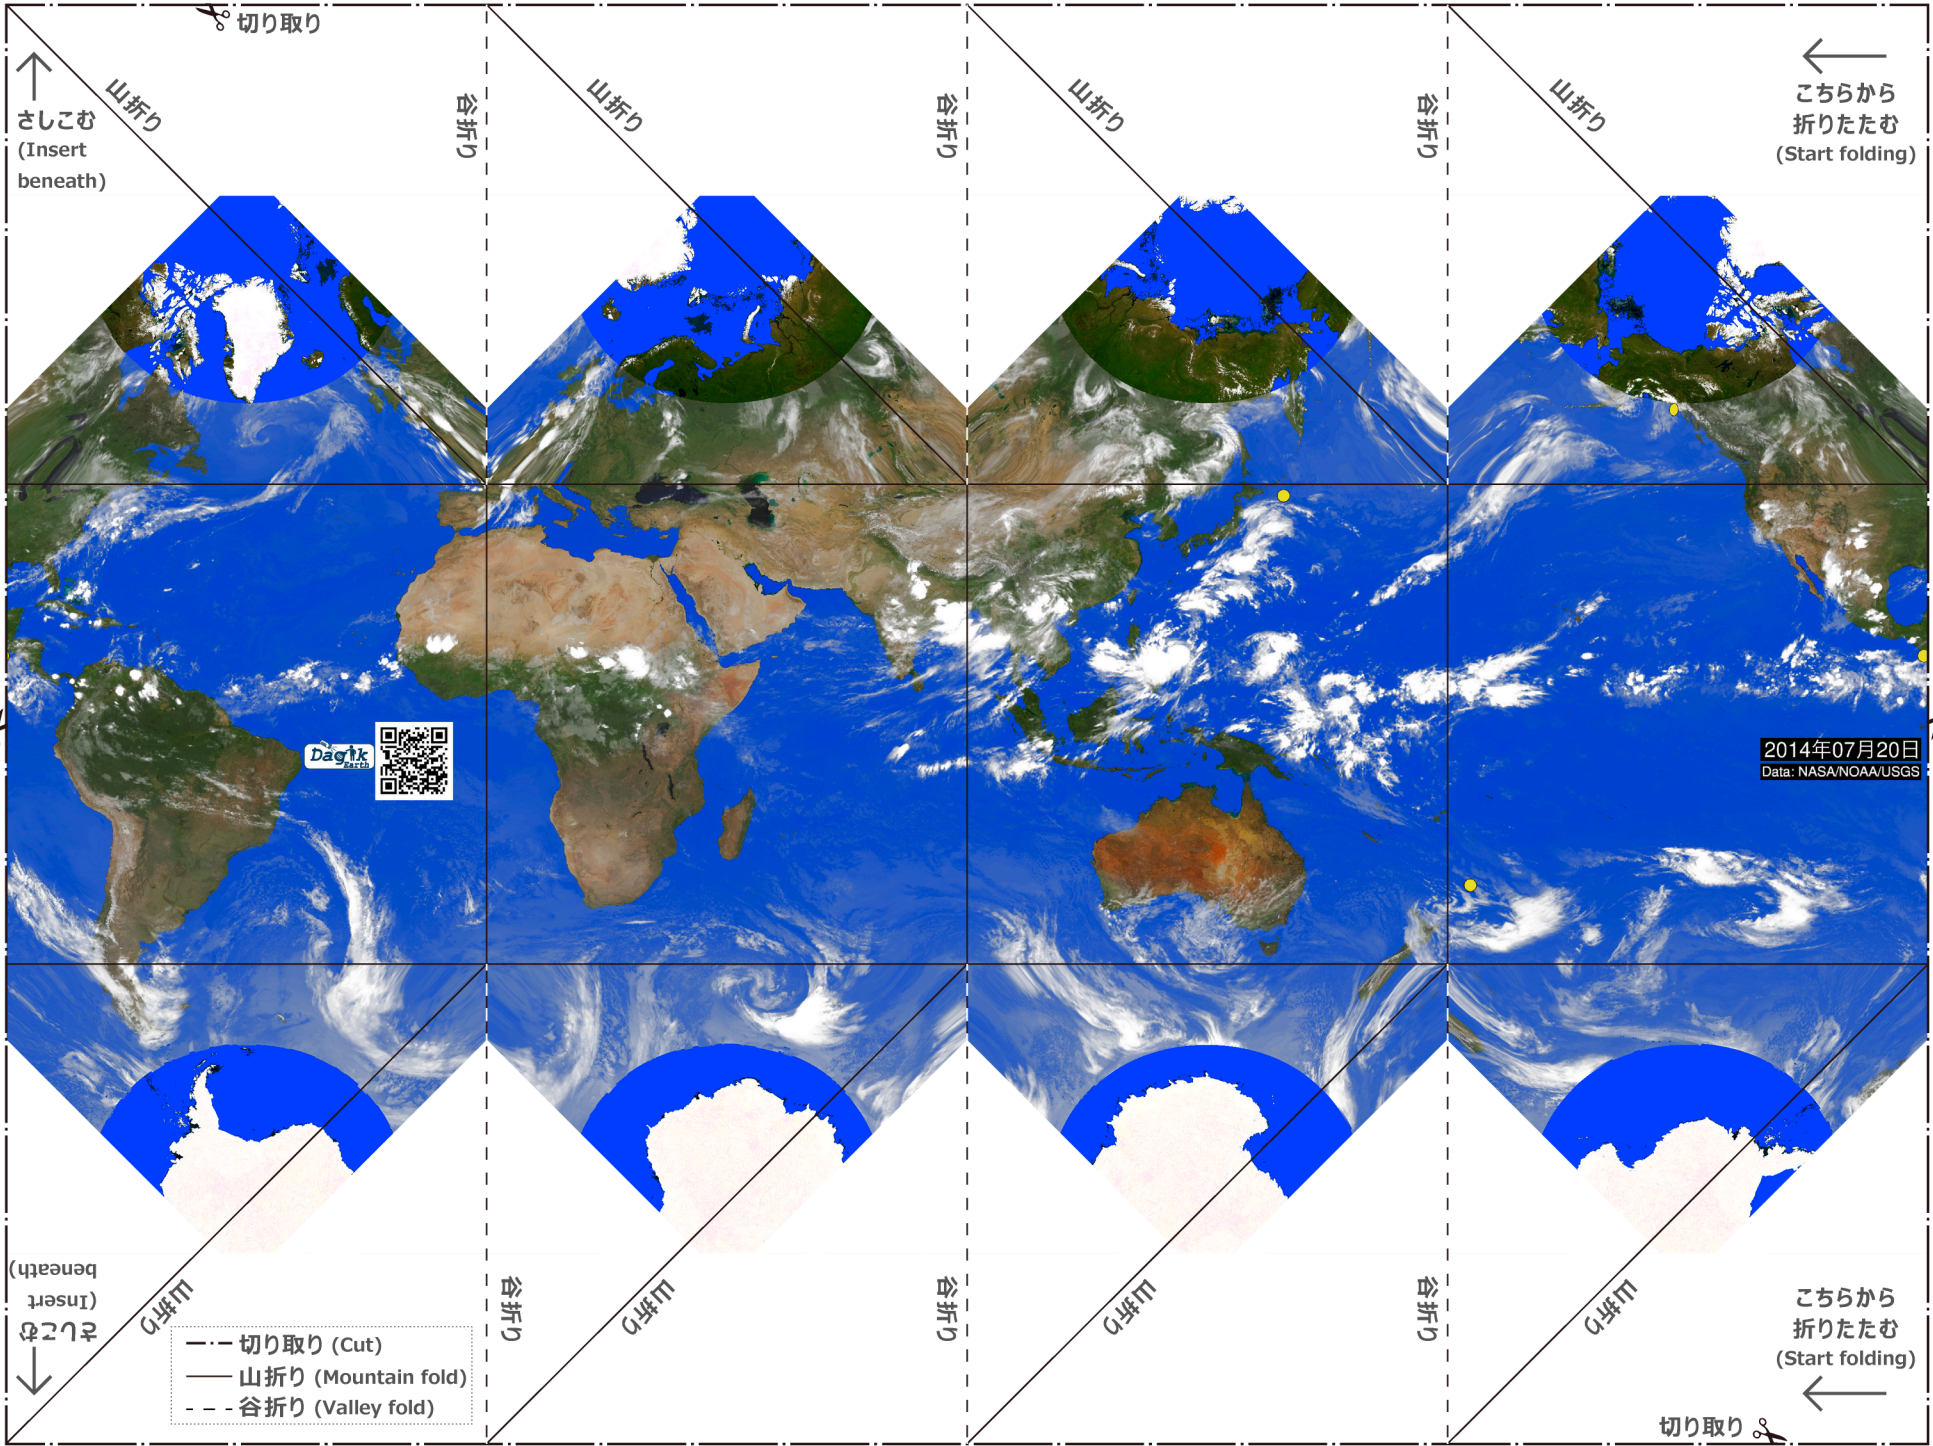 切り取り
山折り
谷折り
山折り
谷折り
山折り
谷折り
山折り
さしこむ
(Insert
beneath)
こちらから
折りたたむ
(Start folding)
Dagik
Earth
2014年07月20日
Data: NASA/NOAA/USGS
さしこむ
(Insert
beneath)
山折り
谷折り
山折り
谷折り
山折り
谷折り
山折り
こちらから
折りたたむ
(Start folding)
切り取り (Cut)
山折り (Mountain fold)
谷折り (Valley fold)
切り取り